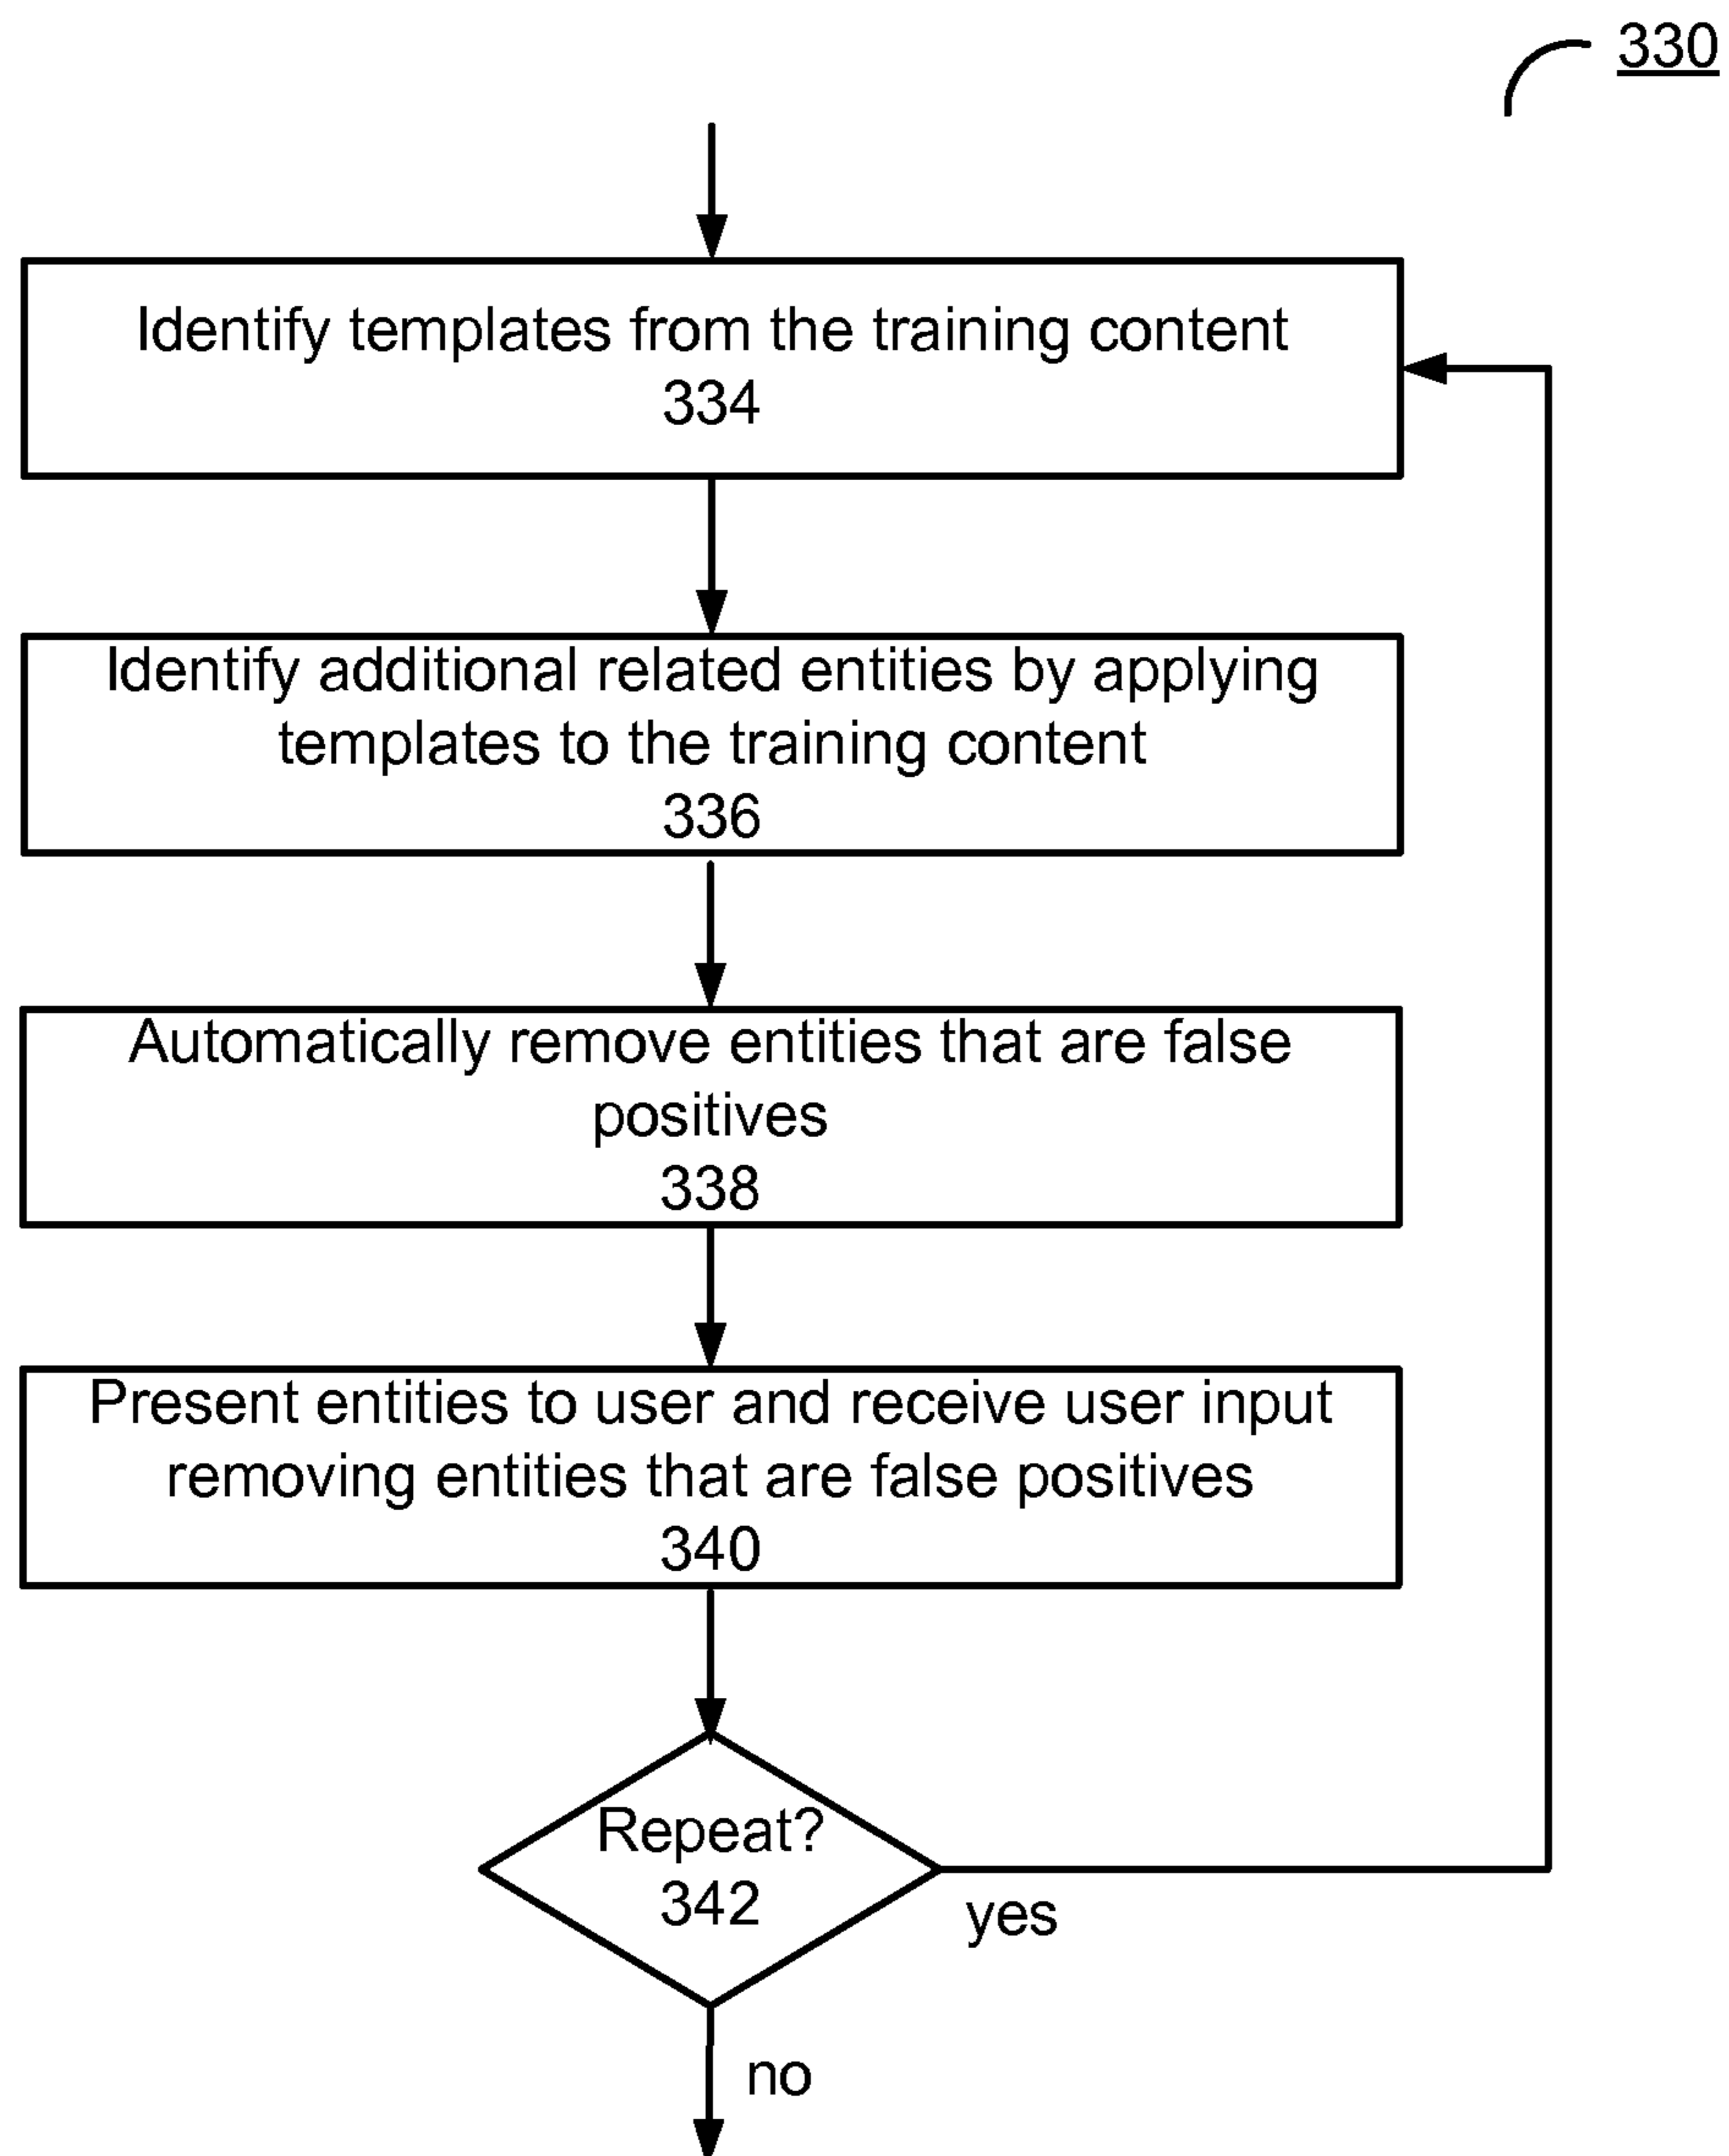 330
Identify templates from the training content
334
Identify additional related entities by applying
templates to the training content
336
Automatically remove entities that are false
positives
338
Present entities to user and receive user input
removing entities that are false positives
340
Repeat?
342
yes
no